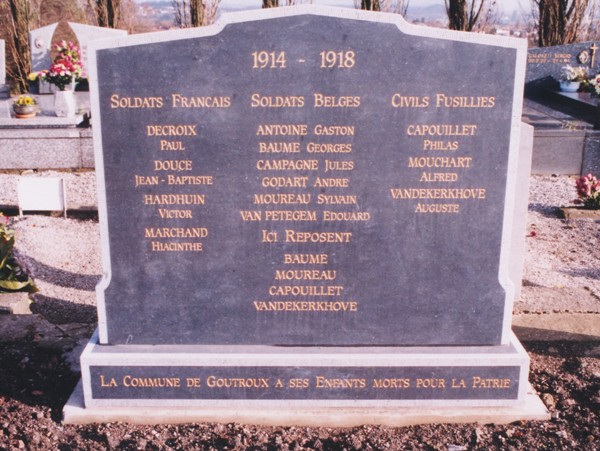 1914 - 1918
Soldats Francais
DECROIX
Paul
DOUCE
Jean-Baptiste
HARDHUIN
Victor
MARCHAND
Hiacinthe
Soldats Belges
ANTOINE Gaston
BAUME Georges
CAMPAGNE Jules
GODART Andre
MOUREAU Sylvain
VAN PETEGEM Edouard
Ici Reposent
BAUME
MOUREAU
CAPOUILLET
VANDEKERKHOVE
Civils Fusillies
CAPOUILLET
Philas
MOUCHART
Alfred
VANDEKERKHOVE
Auguste
La Commune de Goutroux a ses Enfants morts pour la Patrie